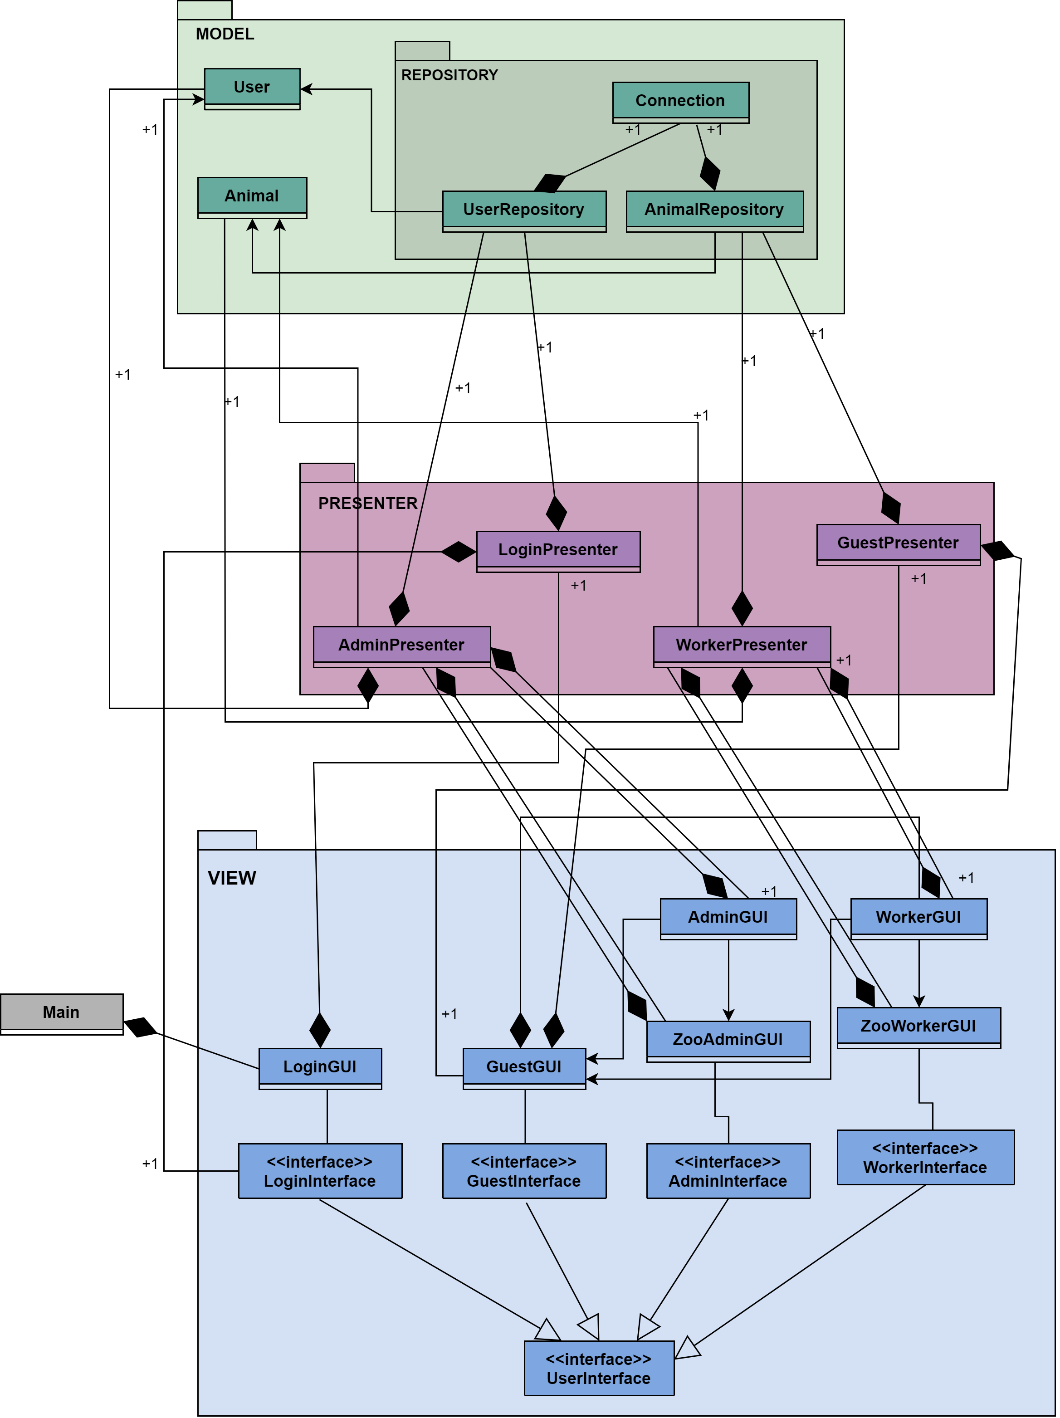 MODEL
REPOSITORY
User
Connection
+1
+1
+1
Animal
UserRepository
AnimalRepository
+1
+1
+1
+1
+1
+1
+1
PRESENTER
LoginPresenter
GuestPresenter
+1
+1
AdminPresenter
WorkerPresenter
+1
VIEW
+1
+1
AdminGUI
WorkerGUI
Main
+1
ZooAdminGUI
ZooWorkerGUI
LoginGUI
GuestGUI
+1
<<interface>>
LoginInterface
<<interface>>
GuestInterface
<<interface>>
AdminInterface
<<interface>>
WorkerInterface
<<interface>>
UserInterface